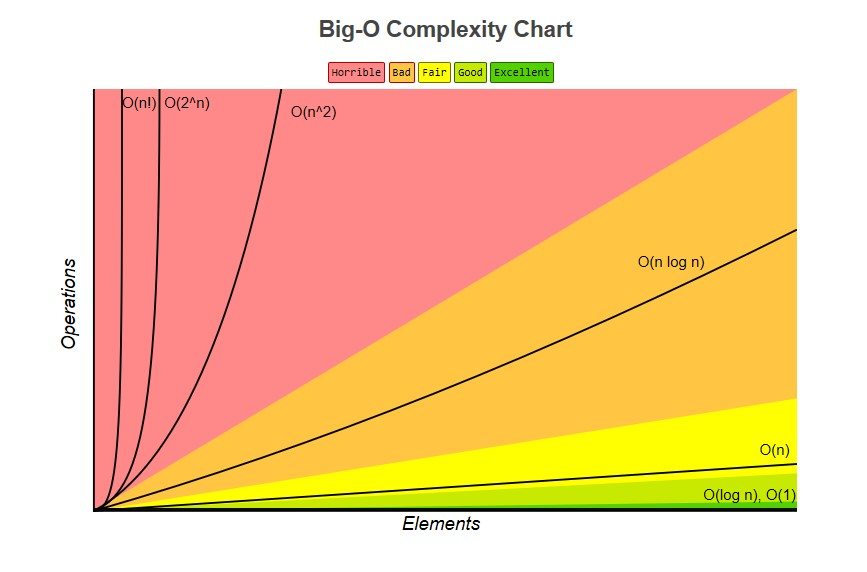 Big-O Complexity Chart
Horrible Bad Fair Good Excellent
O(n!) O(2^n)
O(n^2)
O(n log n)
Operations
O(n)
O(log n), O(1)
Elements